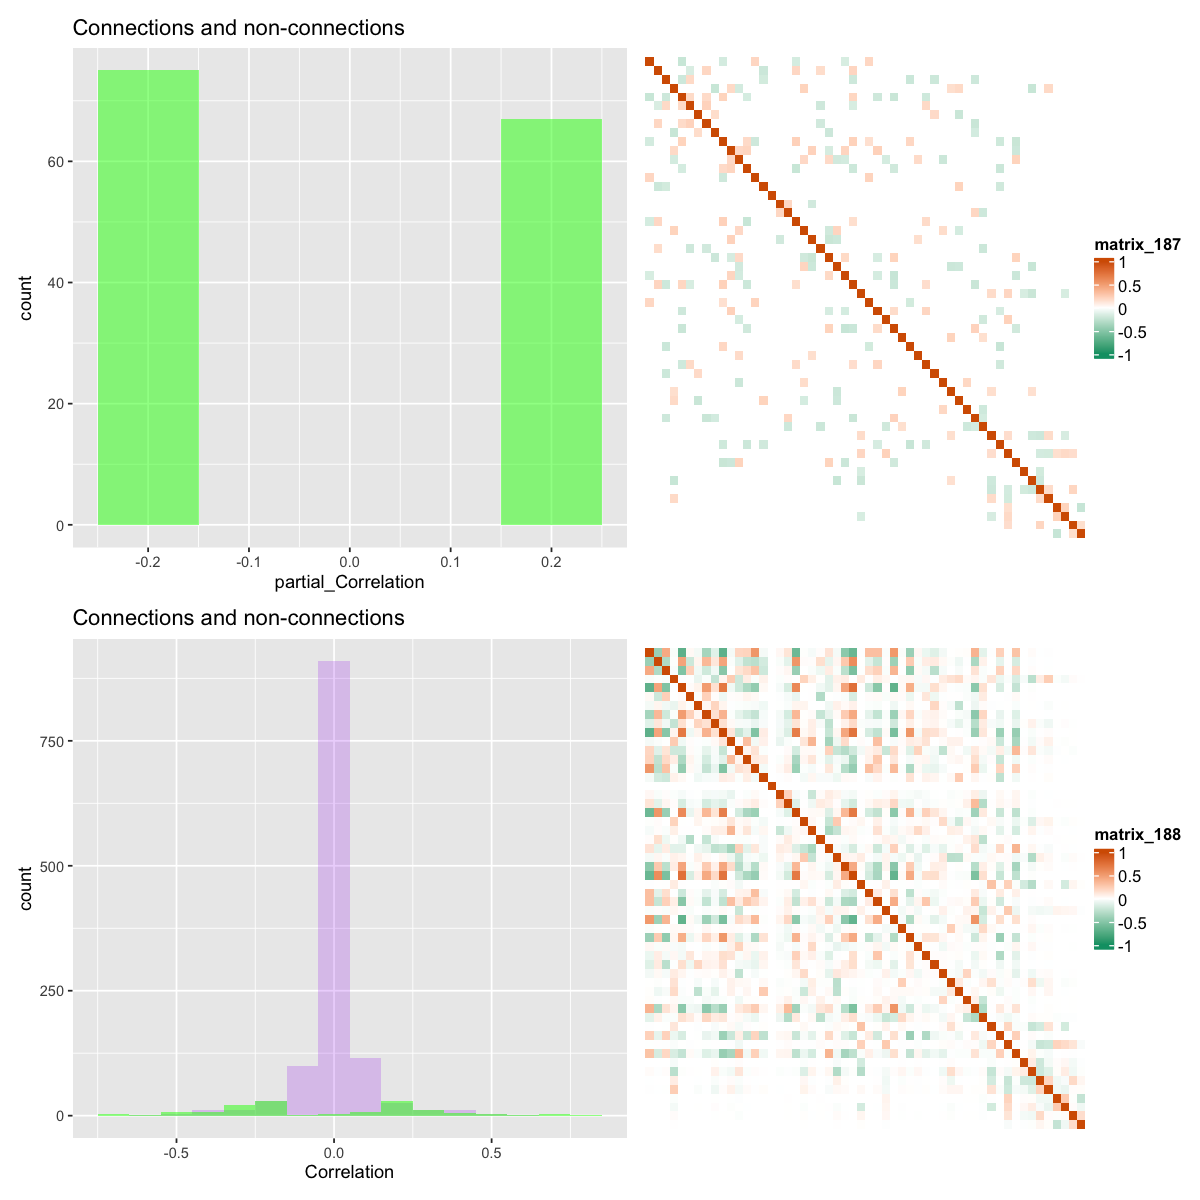 Connections and non-connections
60
40
20
0
count
-0.2 -0.1 0.0 0.1 0.2
partial_Correlation
matrix_187
1
0.5
0
-0.5
-1
Connections and non-connections
750
500
250
0
count
-0.5 0.0 0.5
Correlation
matrix_188
1
0.5
0
-0.5
-1